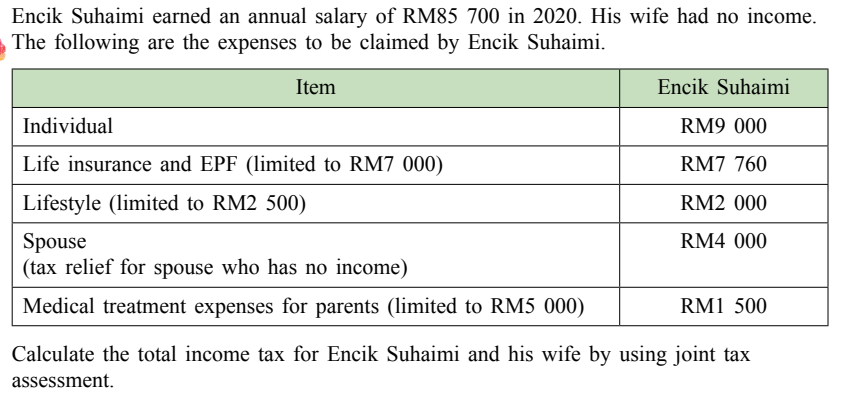 Encik Suhaimi earned an annual salary of RM85 700 in 2020. His wife had no income.
The following are the expenses to be claimed by Encik Suhaimi.
Item Encik Suhaimi
Individual RM9 000
Life insurance and EPF (limited to RM7 000) RM7 760
Lifestyle (limited to RM2 500) RM2 000
Spouse RM4 000
(tax relief for spouse who has no income)
Medical treatment expenses for parents (limited to RM5 000) RM1 500
Calculate the total income tax for Encik Suhaimi and his wife by using joint tax
assessment.